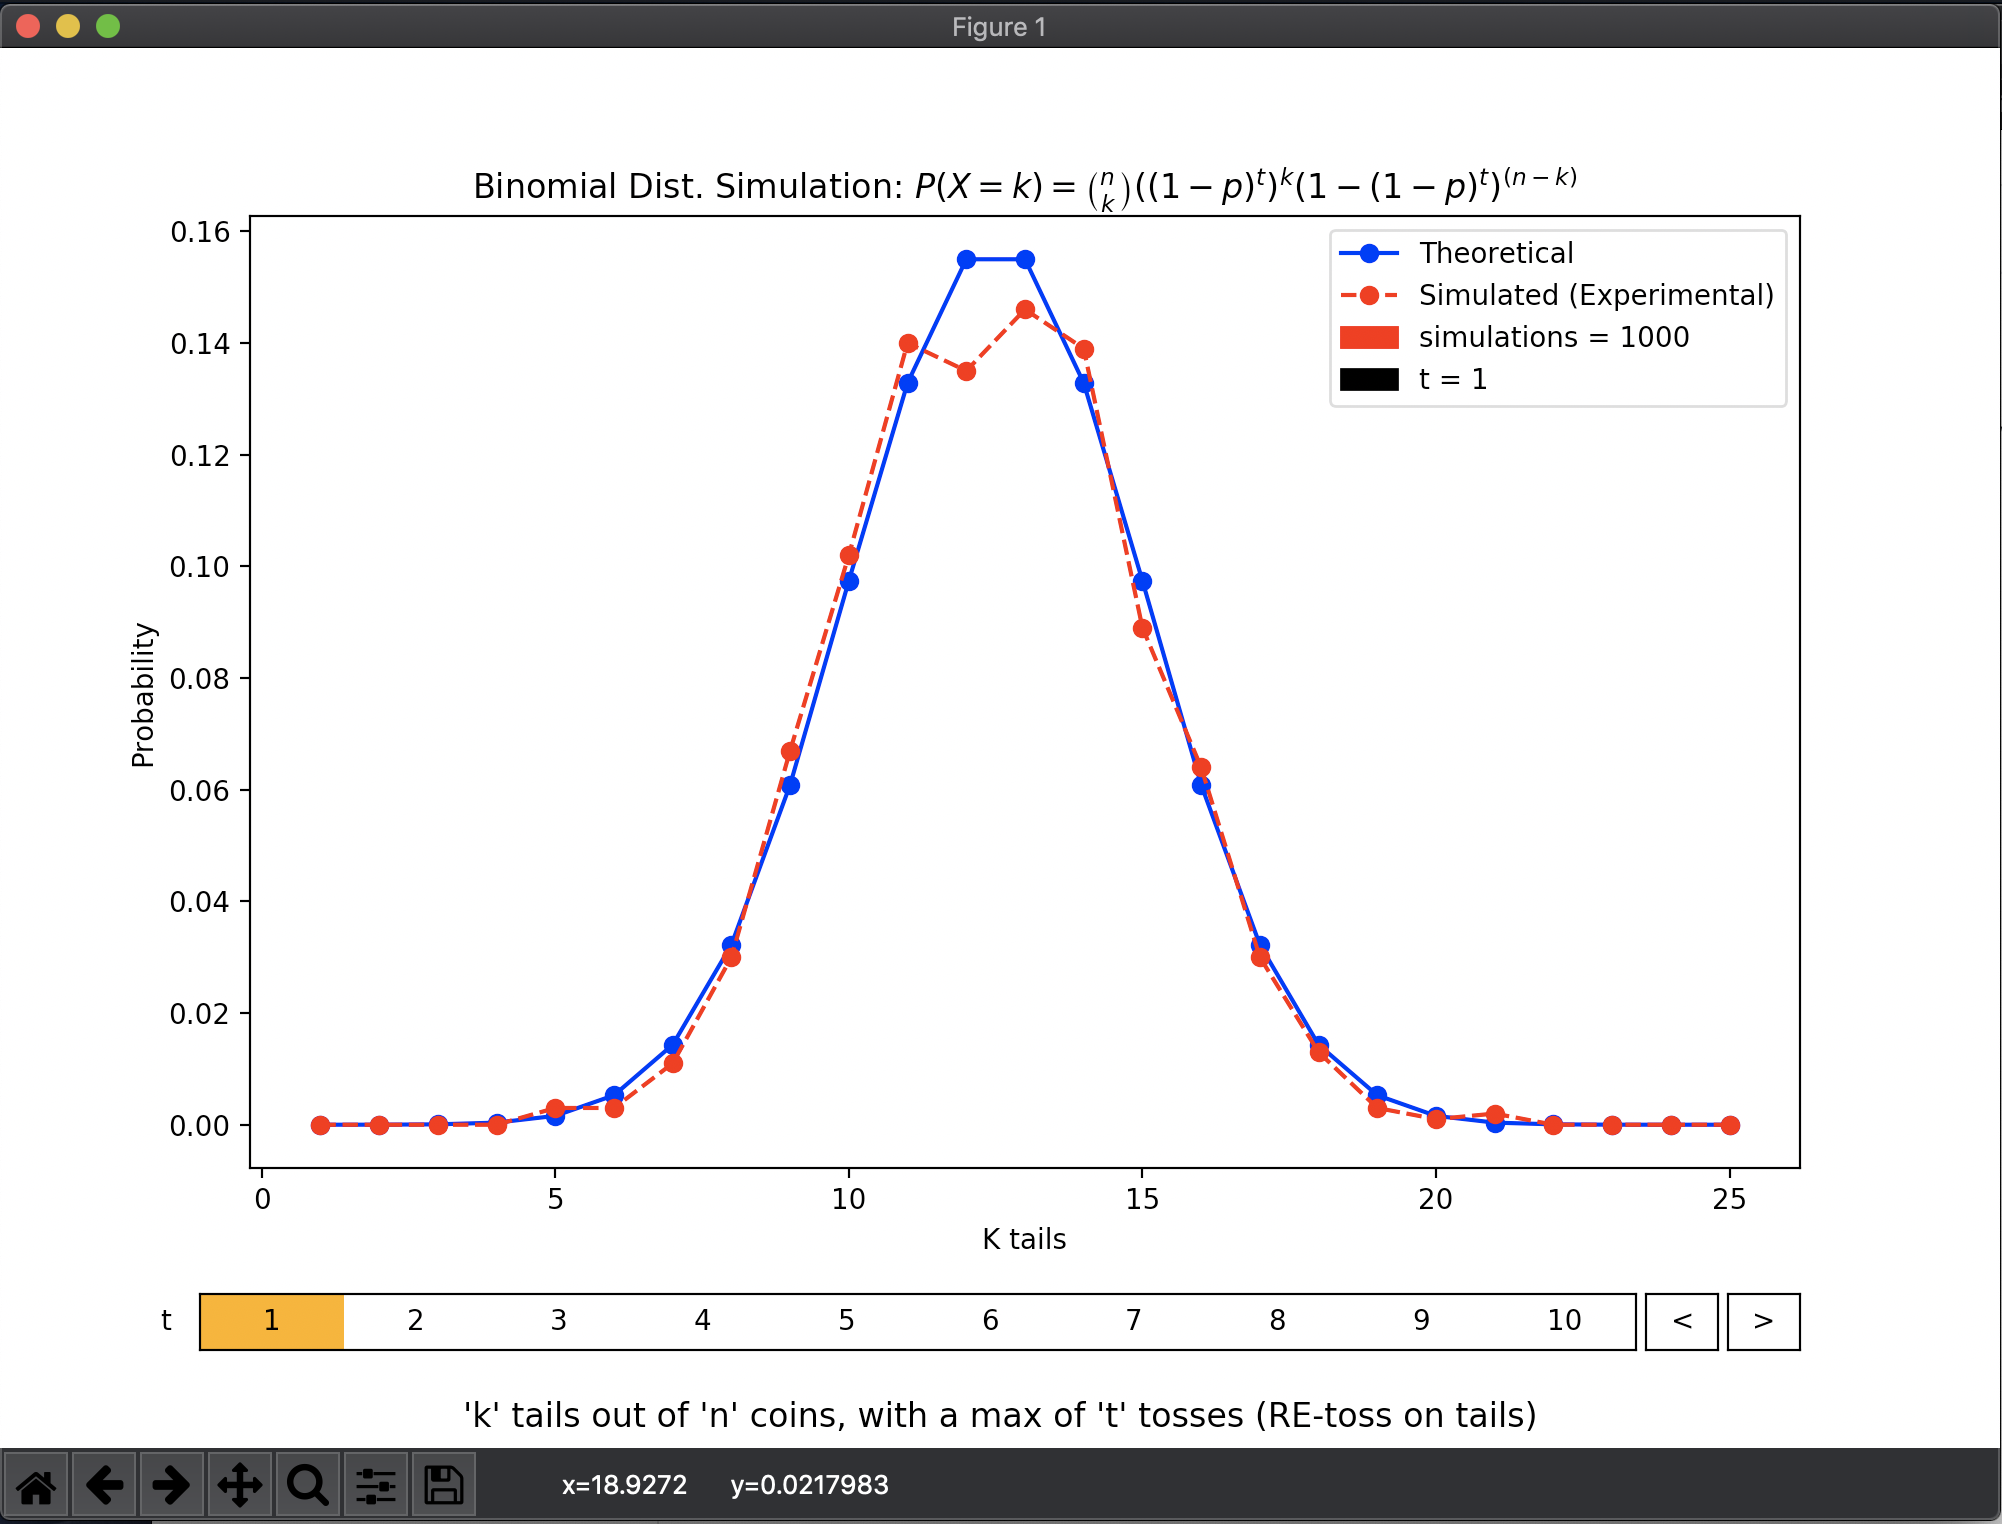 Figure 1
Binomial Dist. Simulation: P(X = k) = (n k)((1 − p)^t)^k(1 − (1 − p)^t)^(n − k)
0.16
0.14
0.12
0.10
0.08
0.06
0.04
0.02
0.00
Probability
Theoretical
Simulated (Experimental)
simulations = 1000
t = 1
0 5 10 15 20 25
K tails
t 1 2 3 4 5 6 7 8 9 10 < >
'k' tails out of 'n' coins, with a max of 't' tosses (RE-toss on tails)
x=18.9272 y=0.0217983